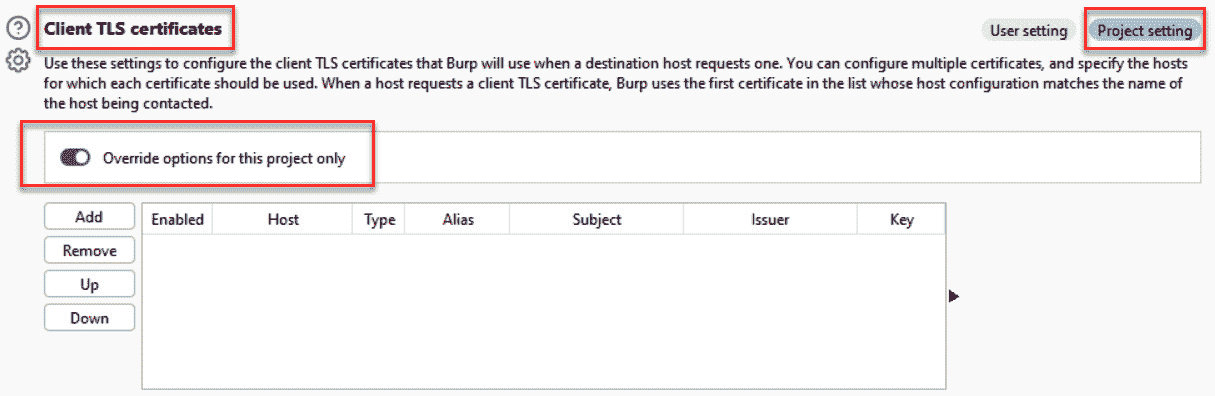 Client TLS certificates
User setting
Project setting
Use these settings to configure the client TLS certificates that Burp will use when a destination host requests one. You can configure multiple certificates, and specify the hosts
for which each certificate should be used. When a host requests a client TLS certificate, Burp uses the first certificate in the list whose host configuration matches the name of
the host being contacted.
Override options for this project only
Add
Remove
Up
Down
Enabled Host Type Alias Subject Issuer Key